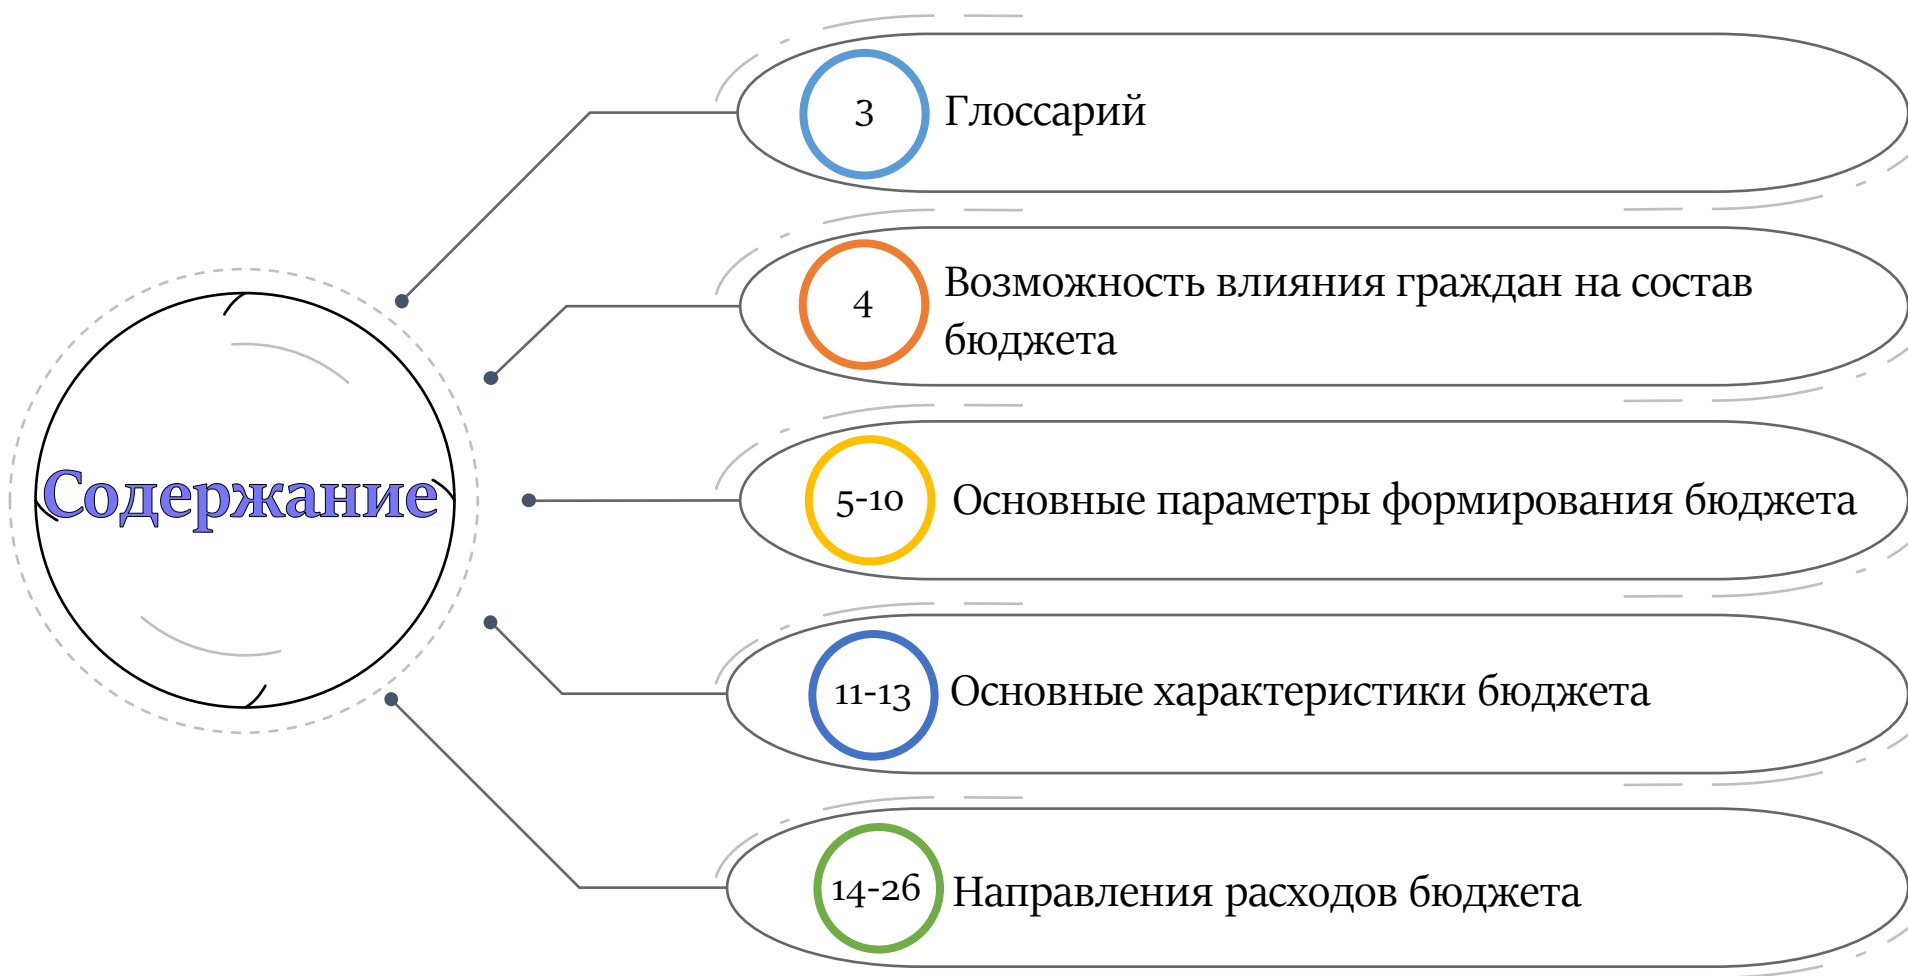 Содержание
3
Глоссарий
4
Возможность влияния граждан на состав
бюджета
5-10
Основные параметры формирования бюджета
11-13
Основные характеристики бюджета
14-26
Направления расходов бюджета